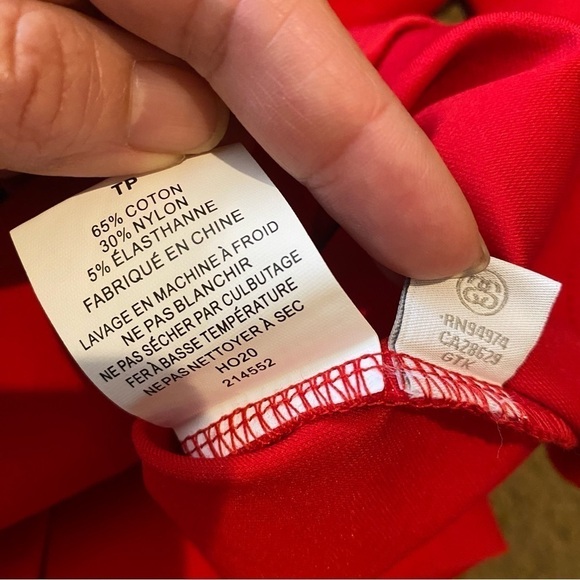 TP
65% COTON
30% NYLON
5% ÉLASTHANNE
FABRIQUÉ EN CHINE
LAVAGE EN MACHINE À FROID
NE PAS BLANCHIR
NE PAS SÉCHER PAR CULBUTAGE
FER À BASSE TEMPÉRATURE
NE PAS NETTOYER À SEC
HO20
214552
RN94974
CA28629
GTK